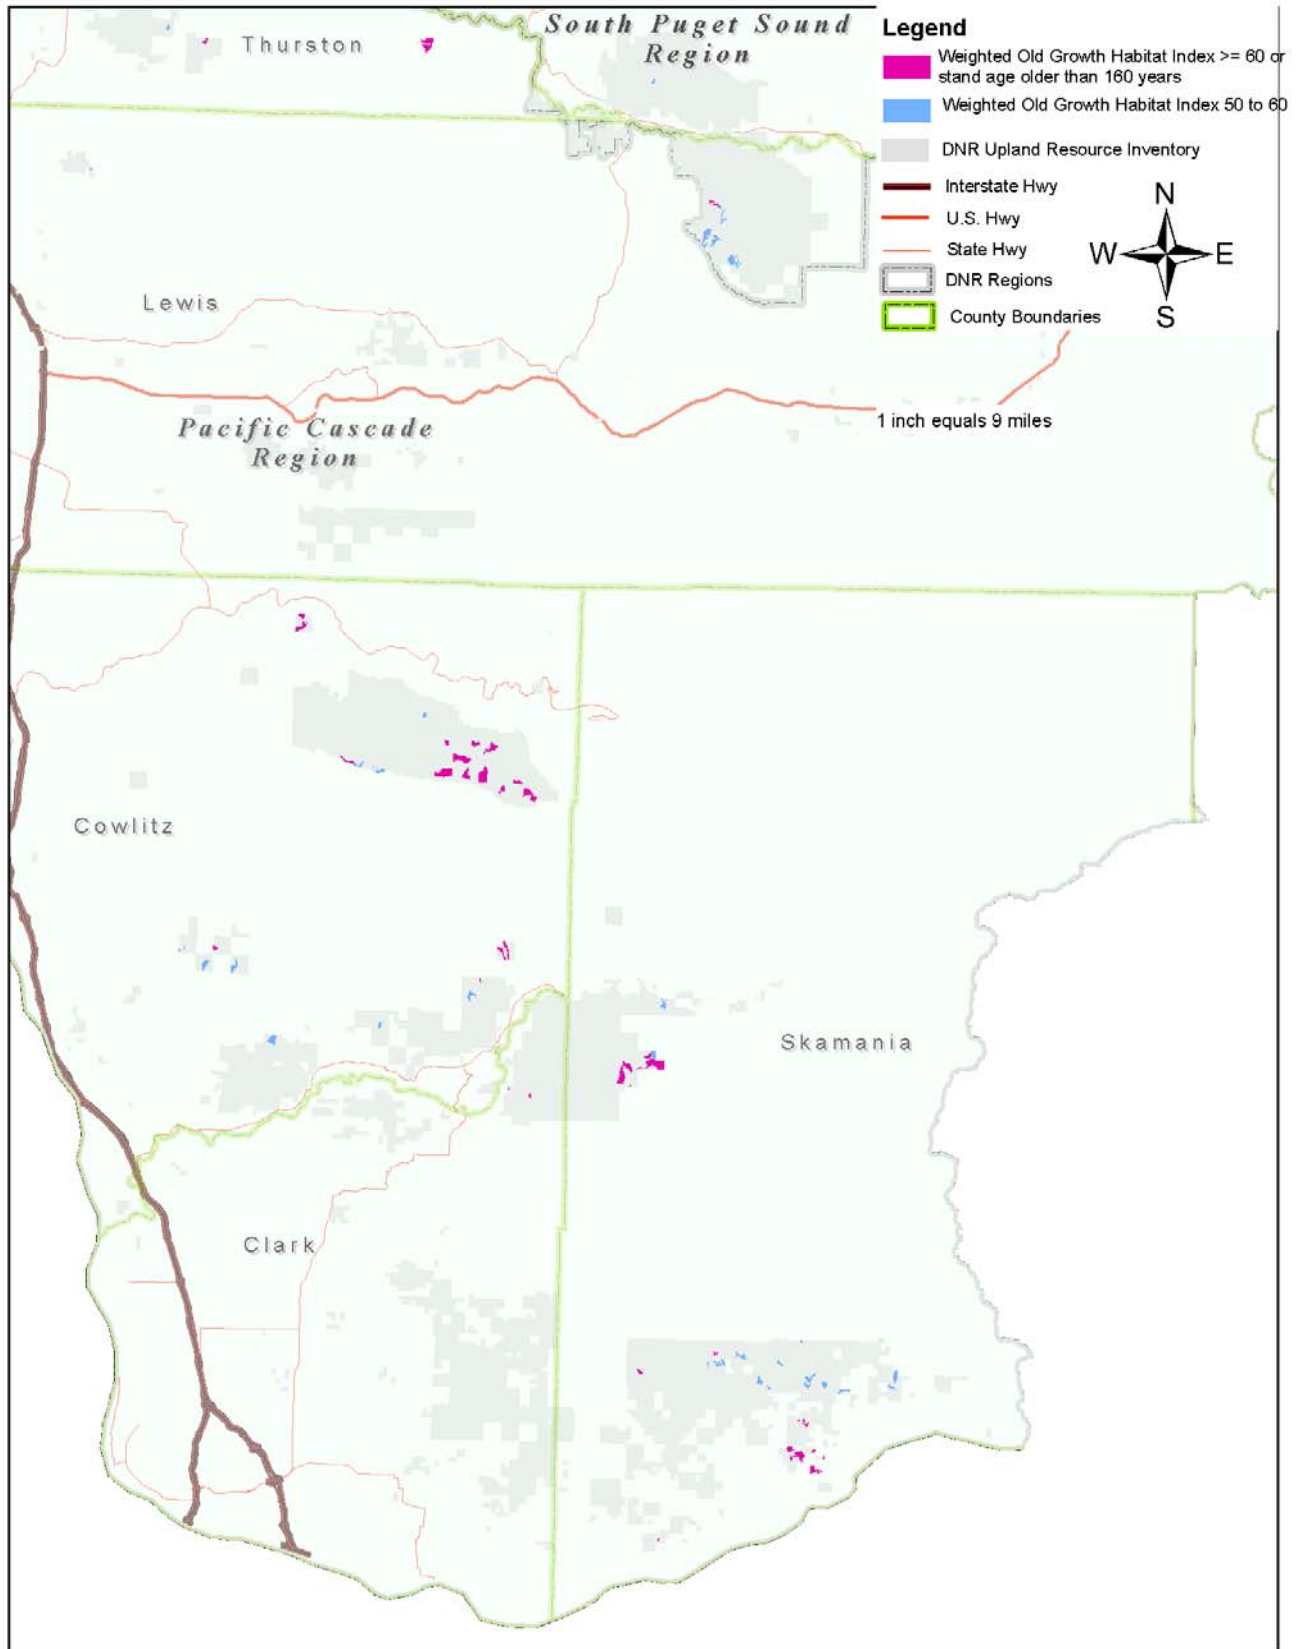 Thurston
South Puget Sound
Region
Legend
Weighted Old Growth Habitat Index >= 60 or
stand age older than 160 years
Weighted Old Growth Habitat Index 50 to 60
DNR Upland Resource Inventory
Interstate Hwy
U.S. Hwy
State Hwy
DNR Regions
County Boundaries
N
W
E
S
Lewis
1 inch equals 9 miles
Pacific Cascade
Region
Cowlitz
Skamania
Clark